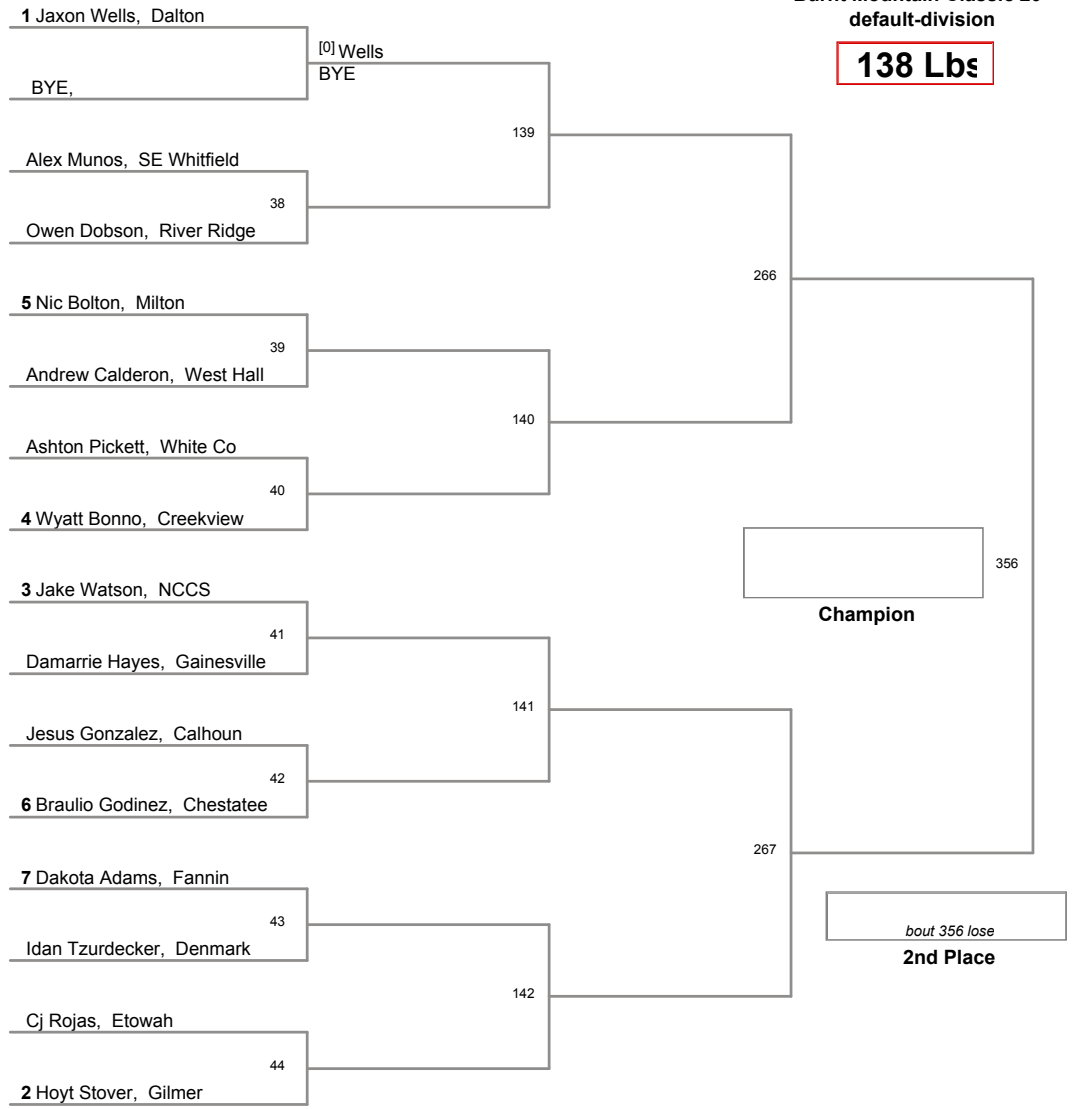 default-division
138 Lbs
1 Jaxon Wells, Dalton
BYE,
[0] Wells
BYE
139
Alex Munos, SE Whitfield
38
Owen Dobson, River Ridge
266
5 Nic Bolton, Milton
39
Andrew Calderon, West Hall
140
Ashton Pickett, White Co
40
4 Wyatt Bonno, Creekview
356
Champion
3 Jake Watson, NCCS
41
Damarrie Hayes, Gainesville
141
Jesus Gonzalez, Calhoun
42
6 Braulio Godinez, Chestatee
267
7 Dakota Adams, Fannin
43
Idan Tzurdecker, Denmark
bout 356 lose
2nd Place
142
Cj Rojas, Etowah
44
2 Hoyt Stover, Gilmer